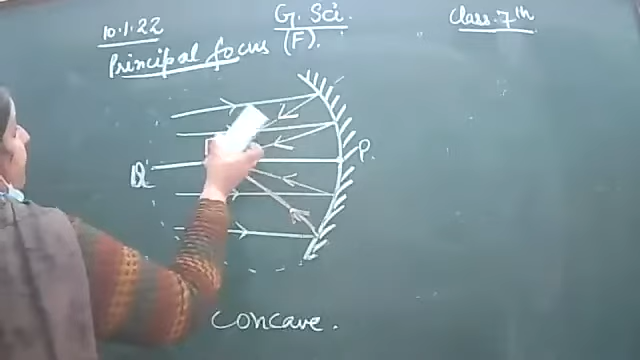 10.1.22
G. Sci.
Class. 7th
Principal focus (F).
P.
Concave.